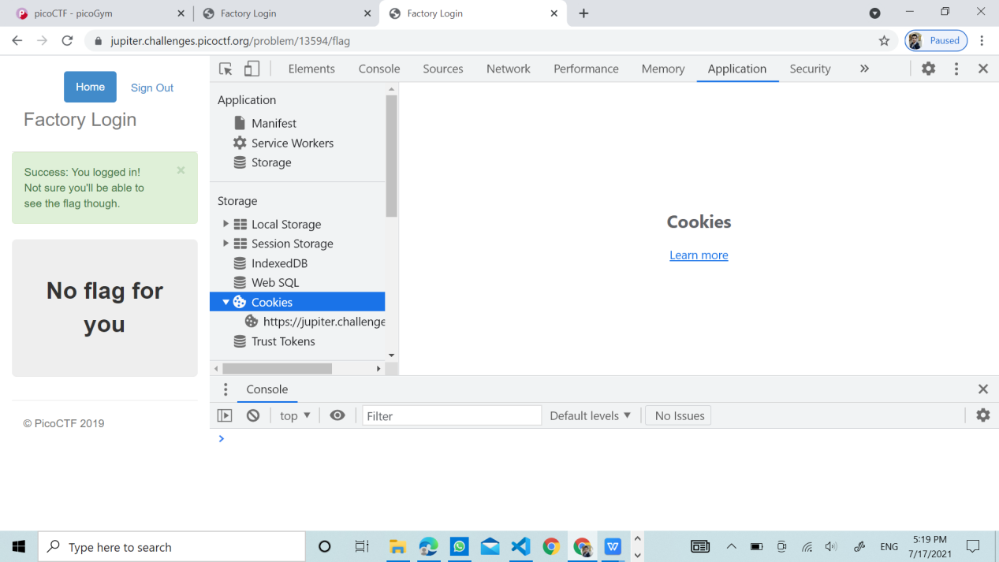 picoCTF - picoGym
Factory Login
Factory Login
jupiter.challenges.picoctf.org/problem/13594/flag
Paused
Home
Sign Out
Factory Login
Success: You logged in!
Not sure you'll be able to
see the flag though.
No flag for
you
© PicoCTF 2019
Elements Console Sources Network Performance Memory Application Security
Application
Manifest
Service Workers
Storage
Storage
Local Storage
Session Storage
IndexedDB
Web SQL
Cookies
https://jupiter.challenge
Trust Tokens
Cookies
Learn more
Console
top Filter Default levels No Issues
Type here to search
ENG
5:19 PM
7/17/2021